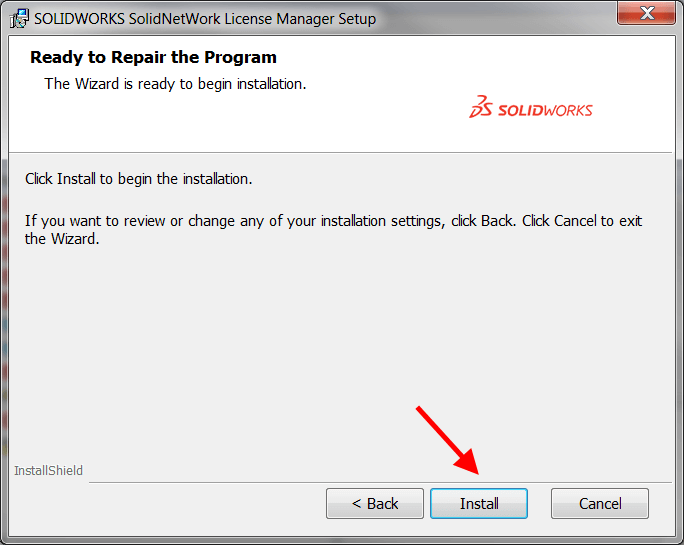 SOLIDWORKS SolidNetWork License Manager Setup
Ready to Repair the Program
The Wizard is ready to begin installation.
SOLIDWORKS
Click Install to begin the installation.
If you want to review or change any of your installation settings, click Back. Click Cancel to exit
the Wizard.
InstallShield
< Back
Install
Cancel